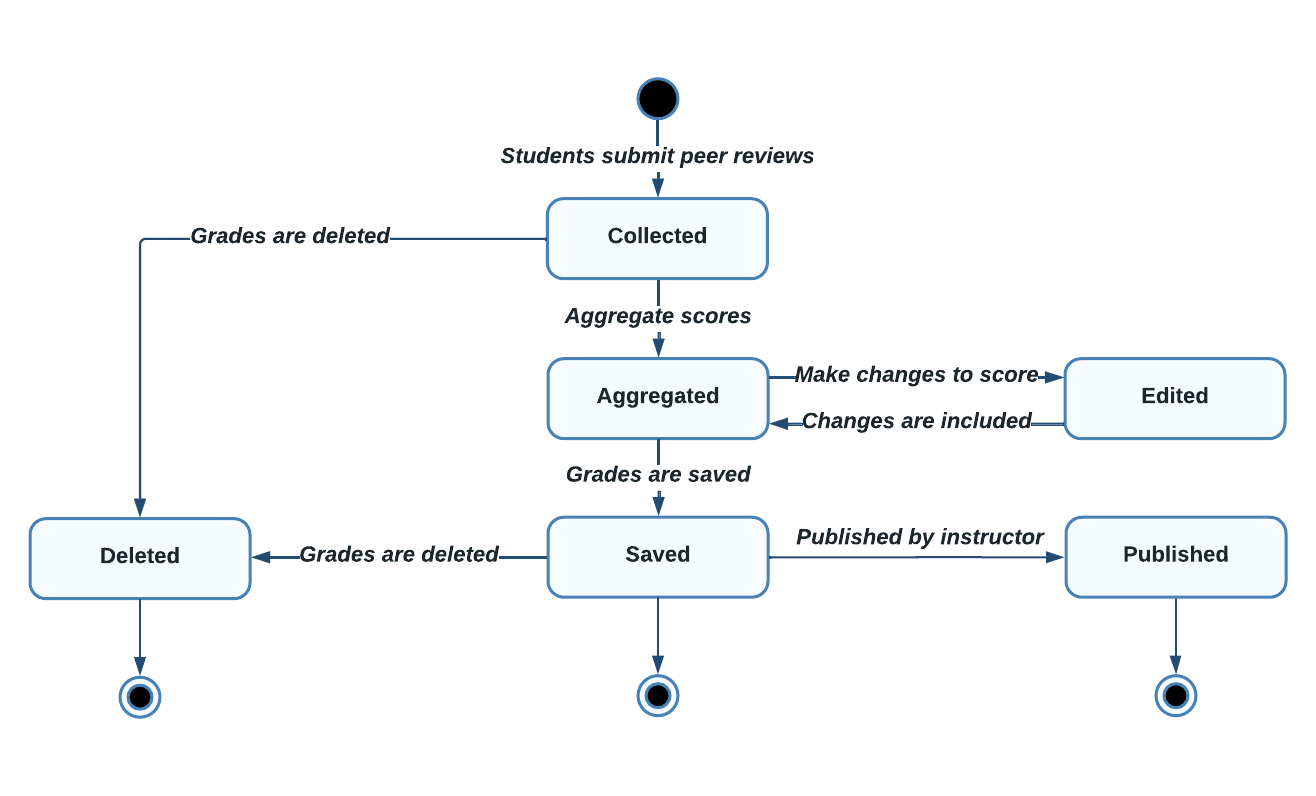 Students submit peer reviews
Grades are deleted
Collected
Aggregate scores
Make changes to score
Aggregated
Edited
Changes are included
Grades are saved
Published by instructor
Deleted
Grades are deleted
Saved
Published